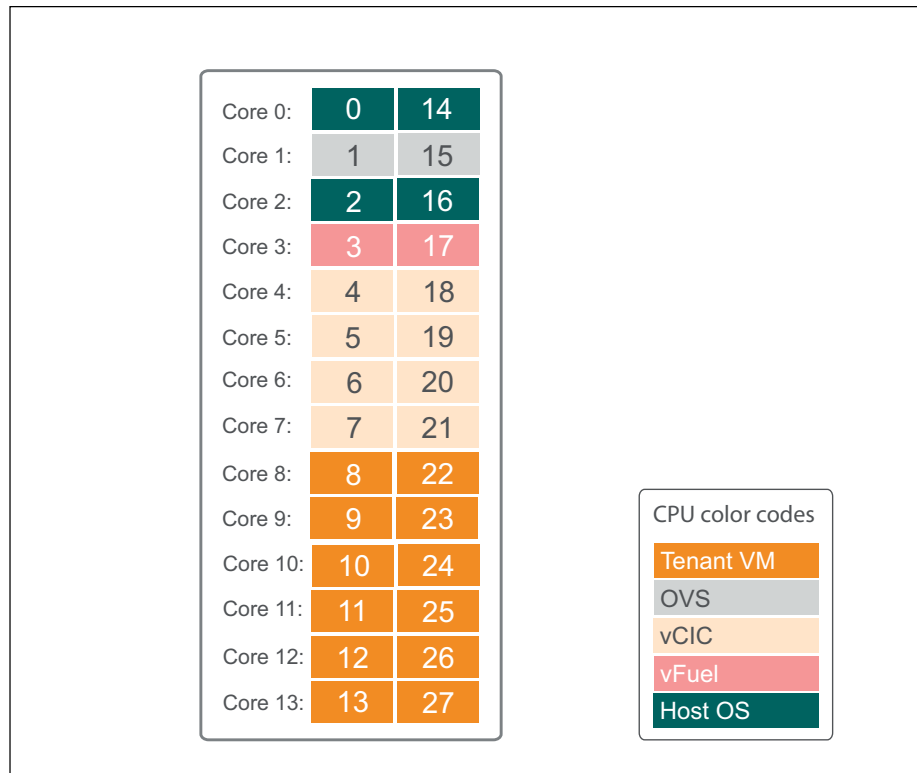 Core 0: 0 14
Core 1: 1 15
Core 2: 2 16
Core 3: 3 17
Core 4: 4 18
Core 5: 5 19
Core 6: 6 20
Core 7: 7 21
Core 8: 8 22
Core 9: 9 23
Core 10: 10 24
Core 11: 11 25
Core 12: 12 26
Core 13: 13 27
CPU color codes
Tenant VM
OVS
vCIC
vFuel
Host OS